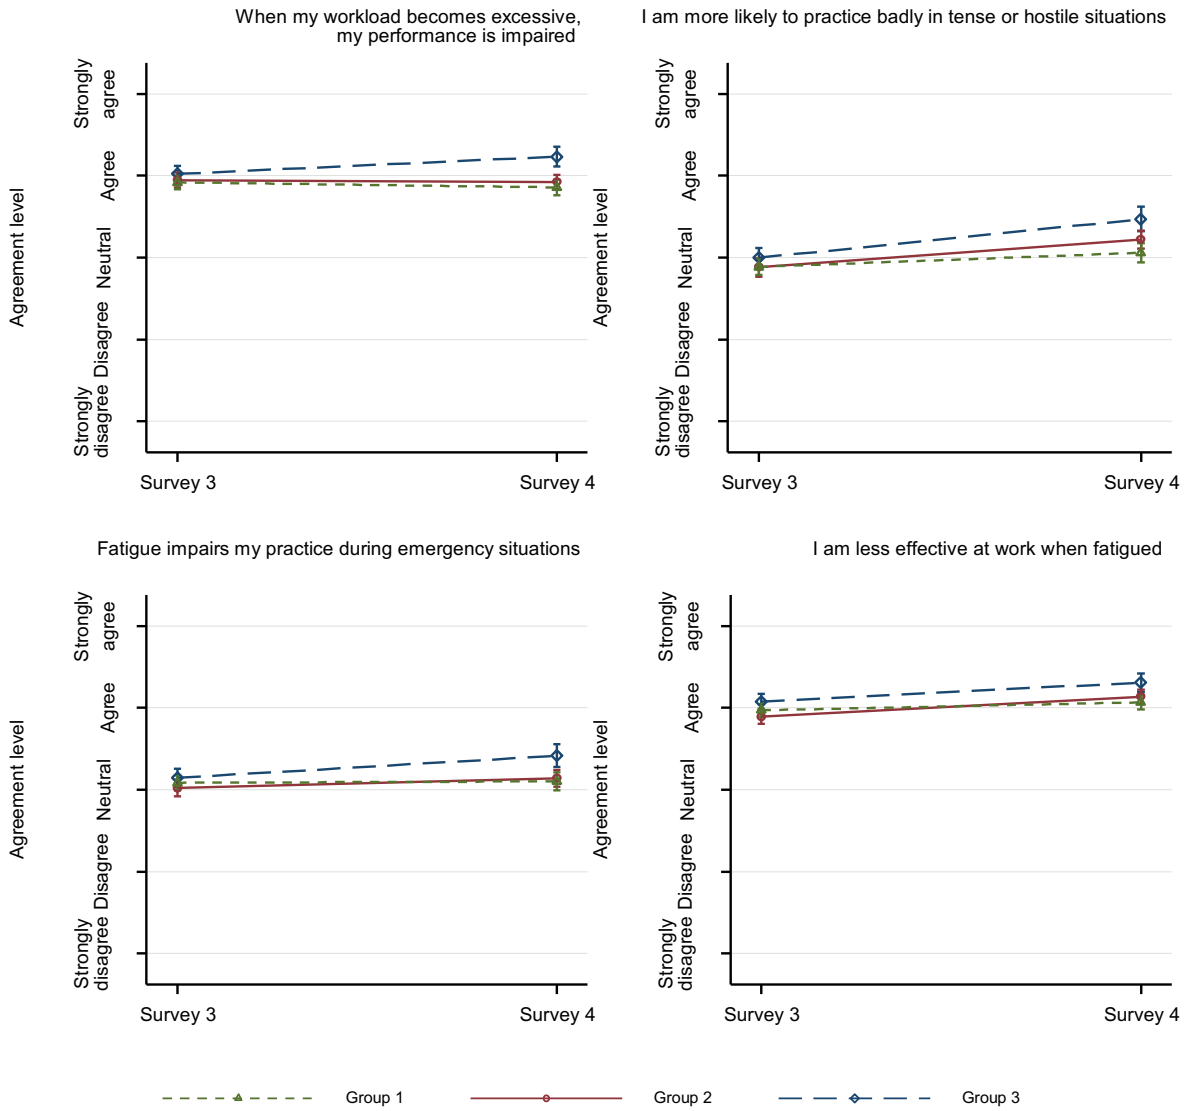 When my workload becomes excessive,
my performance is impaired
Agreement level
Strongly
agree
Agree
Neutral
Disagree
Strongly
disagree
Survey 3
Survey 4
I am more likely to practice badly in tense or hostile situations
Agreement level
Strongly
agree
Agree
Neutral
Disagree
Strongly
disagree
Survey 3
Survey 4
Fatigue impairs my practice during emergency situations
Agreement level
Strongly
agree
Agree
Neutral
Disagree
Strongly
disagree
Survey 3
Survey 4
I am less effective at work when fatigued
Agreement level
Strongly
agree
Agree
Neutral
Disagree
Strongly
disagree
Survey 3
Survey 4
Group 1
Group 2
Group 3